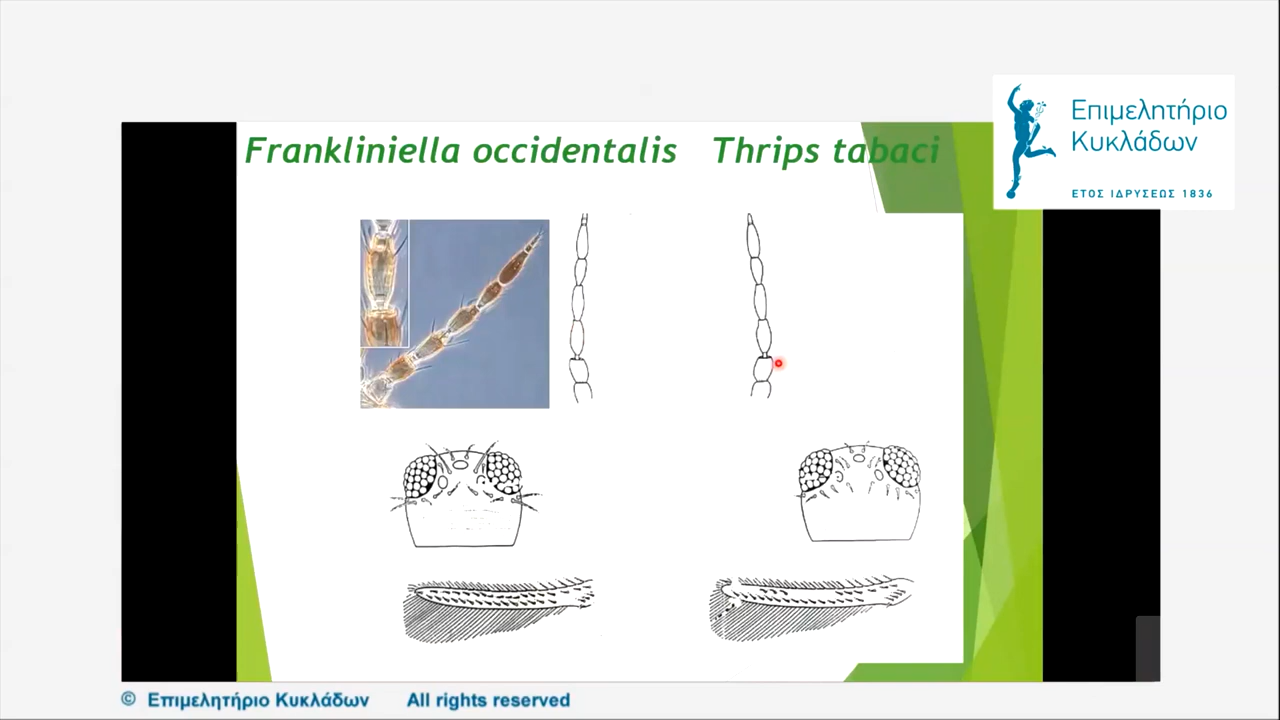 Frankliniella occidentalis Thrips tabaci
Επιμελητήριο
Κυκλάδων
ΕΤΟΣ ΙΔΡΥΣΕΩΣ 1836
© Επιμελητήριο Κυκλάδων All rights reserved